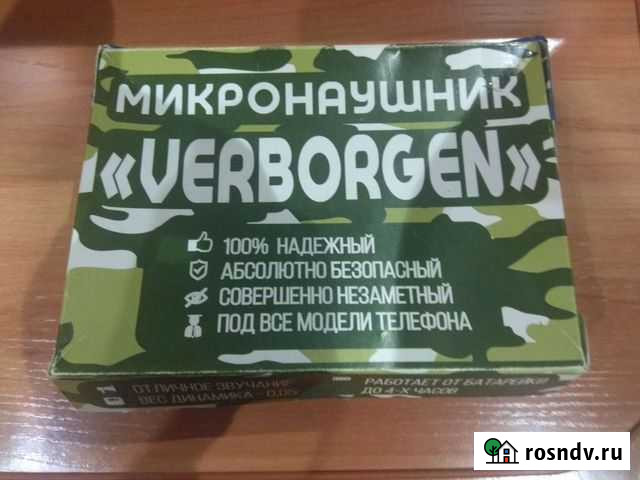 МИКРОНАУШНИК
«VERBORGEN»
100% НАДЕЖНЫЙ
АБСОЛЮТНО БЕЗОПАСНЫЙ
СОВЕРШЕННО НЕЗАМЕТНЫЙ
ПОД ВСЕ МОДЕЛИ ТЕЛЕФОНА
ОТЛИЧНОЕ ЗВУЧАНИЕ
ВЕС ДИНАМИКА -
РАБОТАЕТ ОТ БАТАРЕЙКИ
ДО 4-Х ЧАСОВ
rosndv.ru